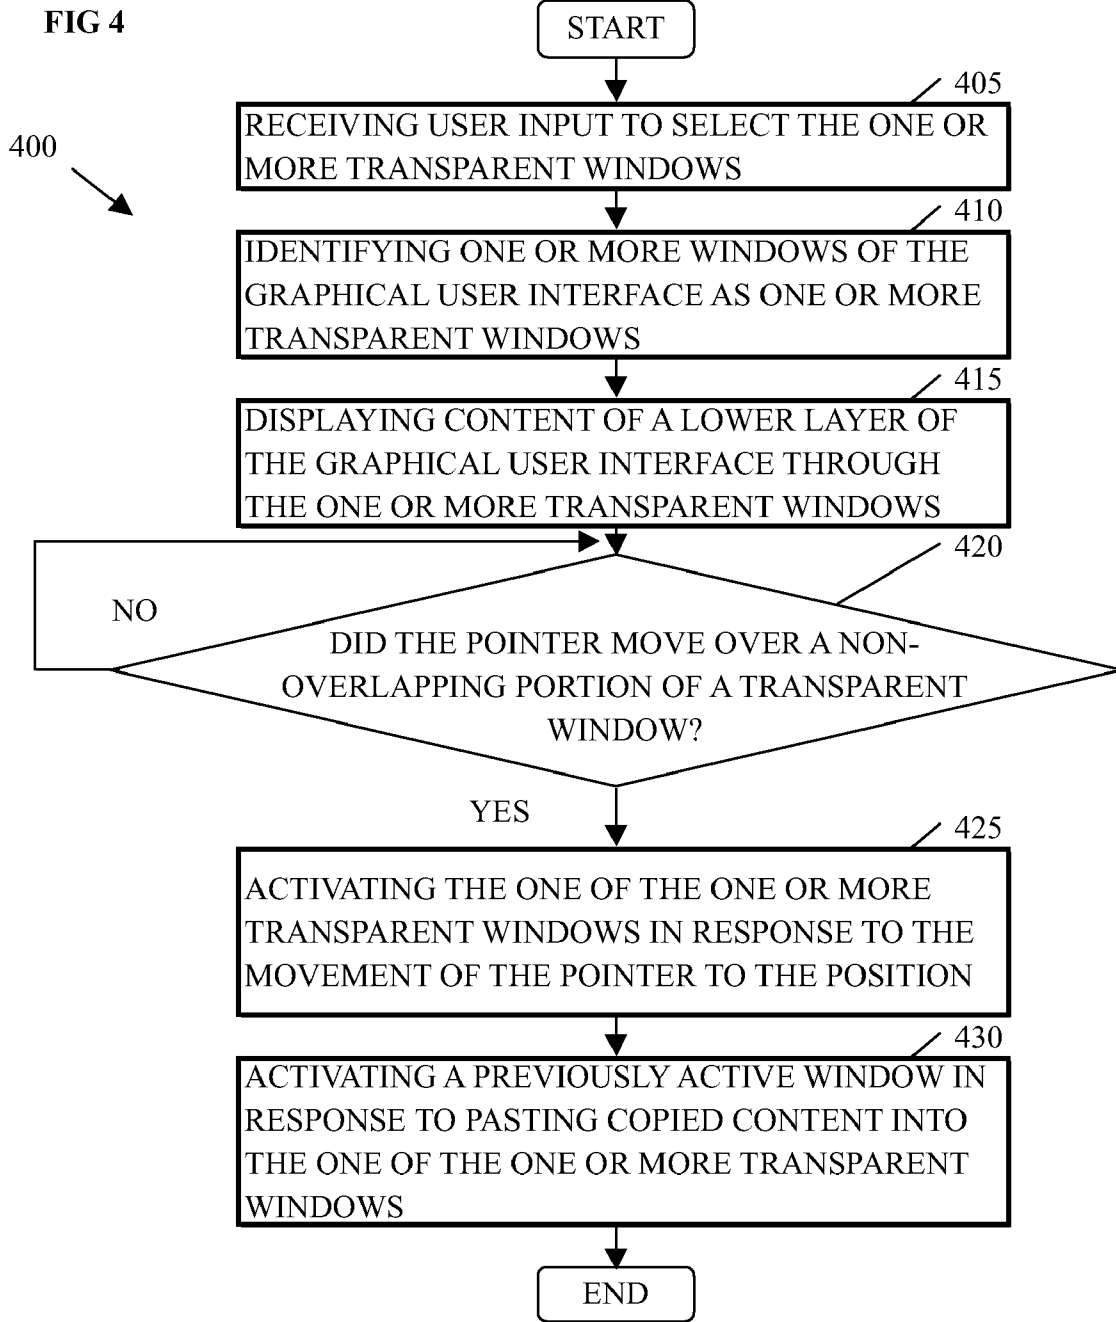 FIG 4
START
405
RECEIVING USER INPUT TO SELECT THE ONE OR
MORE TRANSPARENT WINDOWS
400
410
IDENTIFYING ONE OR MORE WINDOWS OF THE
GRAPHICAL USER INTERFACE AS ONE OR MORE
TRANSPARENT WINDOWS
415
DISPLAYING CONTENT OF A LOWER LAYER OF
THE GRAPHICAL USER INTERFACE THROUGH
THE ONE OR MORE TRANSPARENT WINDOWS
420
NO
DID THE POINTER MOVE OVER A NON-
OVERLAPPING PORTION OF A TRANSPARENT
WINDOW?
YES
425
ACTIVATING THE ONE OF THE ONE OR MORE
TRANSPARENT WINDOWS IN RESPONSE TO THE
MOVEMENT OF THE POINTER TO THE POSITION
430
ACTIVATING A PREVIOUSLY ACTIVE WINDOW IN
RESPONSE TO PASTING COPIED CONTENT INTO
THE ONE OF THE ONE OR MORE TRANSPARENT
WINDOWS
END